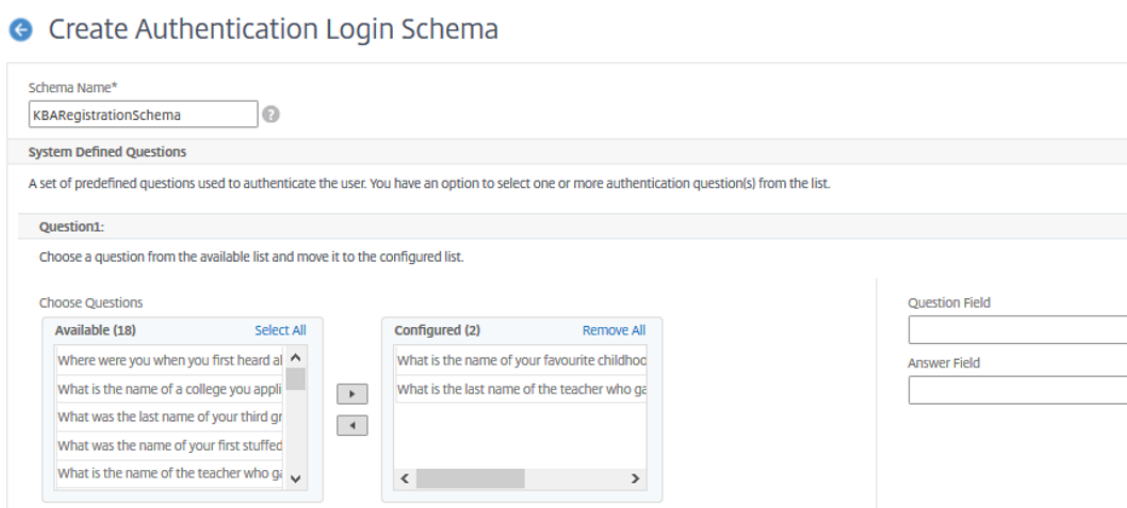 Create Authentication Login Schema
Schema Name*
KBARegistrationSchema
System Defined Questions
A set of predefined questions used to authenticate the user. You have an option to select one or more authentication question(s) from the list.
Question1:
Choose a question from the available list and move it to the configured list.
Choose Questions
Available (18) Select All
Where were you when you first heard
What is the name of a college you
What was the last name of your third
What was the name of your first stuffed
What is the name of the teacher who
Configured (2) Remove All
What is the name of your favourite
What is the last name of the teacher who
Question Field
Answer Field